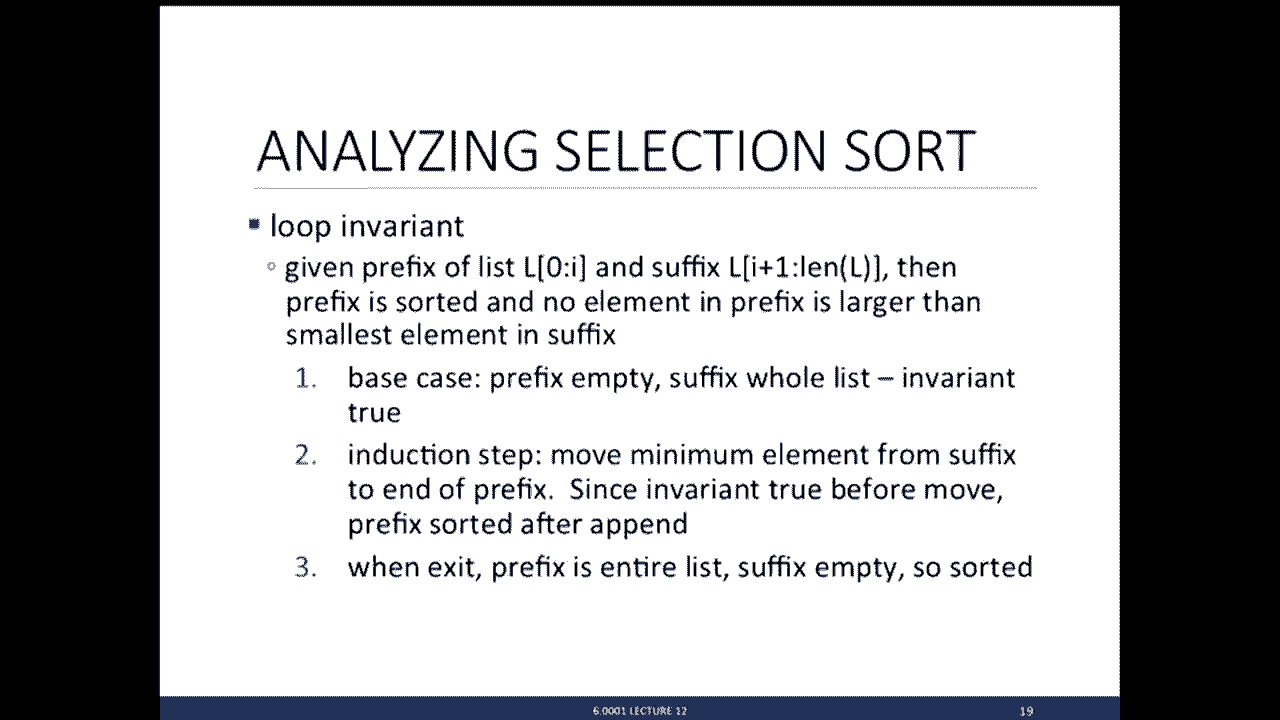 ANALYZING SELECTION SORT
▪ loop invariant
◦ given prefix of list L[0:i] and suffix L[i+1:len(L)], then
prefix is sorted and no element in prefix is larger than
smallest element in suffix
1. base case: prefix empty, suffix whole list – invariant
true
2. induction step: move minimum element from suffix
to end of prefix. Since invariant true before move,
prefix sorted after append
3. when exit, prefix is entire list, suffix empty, so sorted
6.0001 LECTURE 12
19